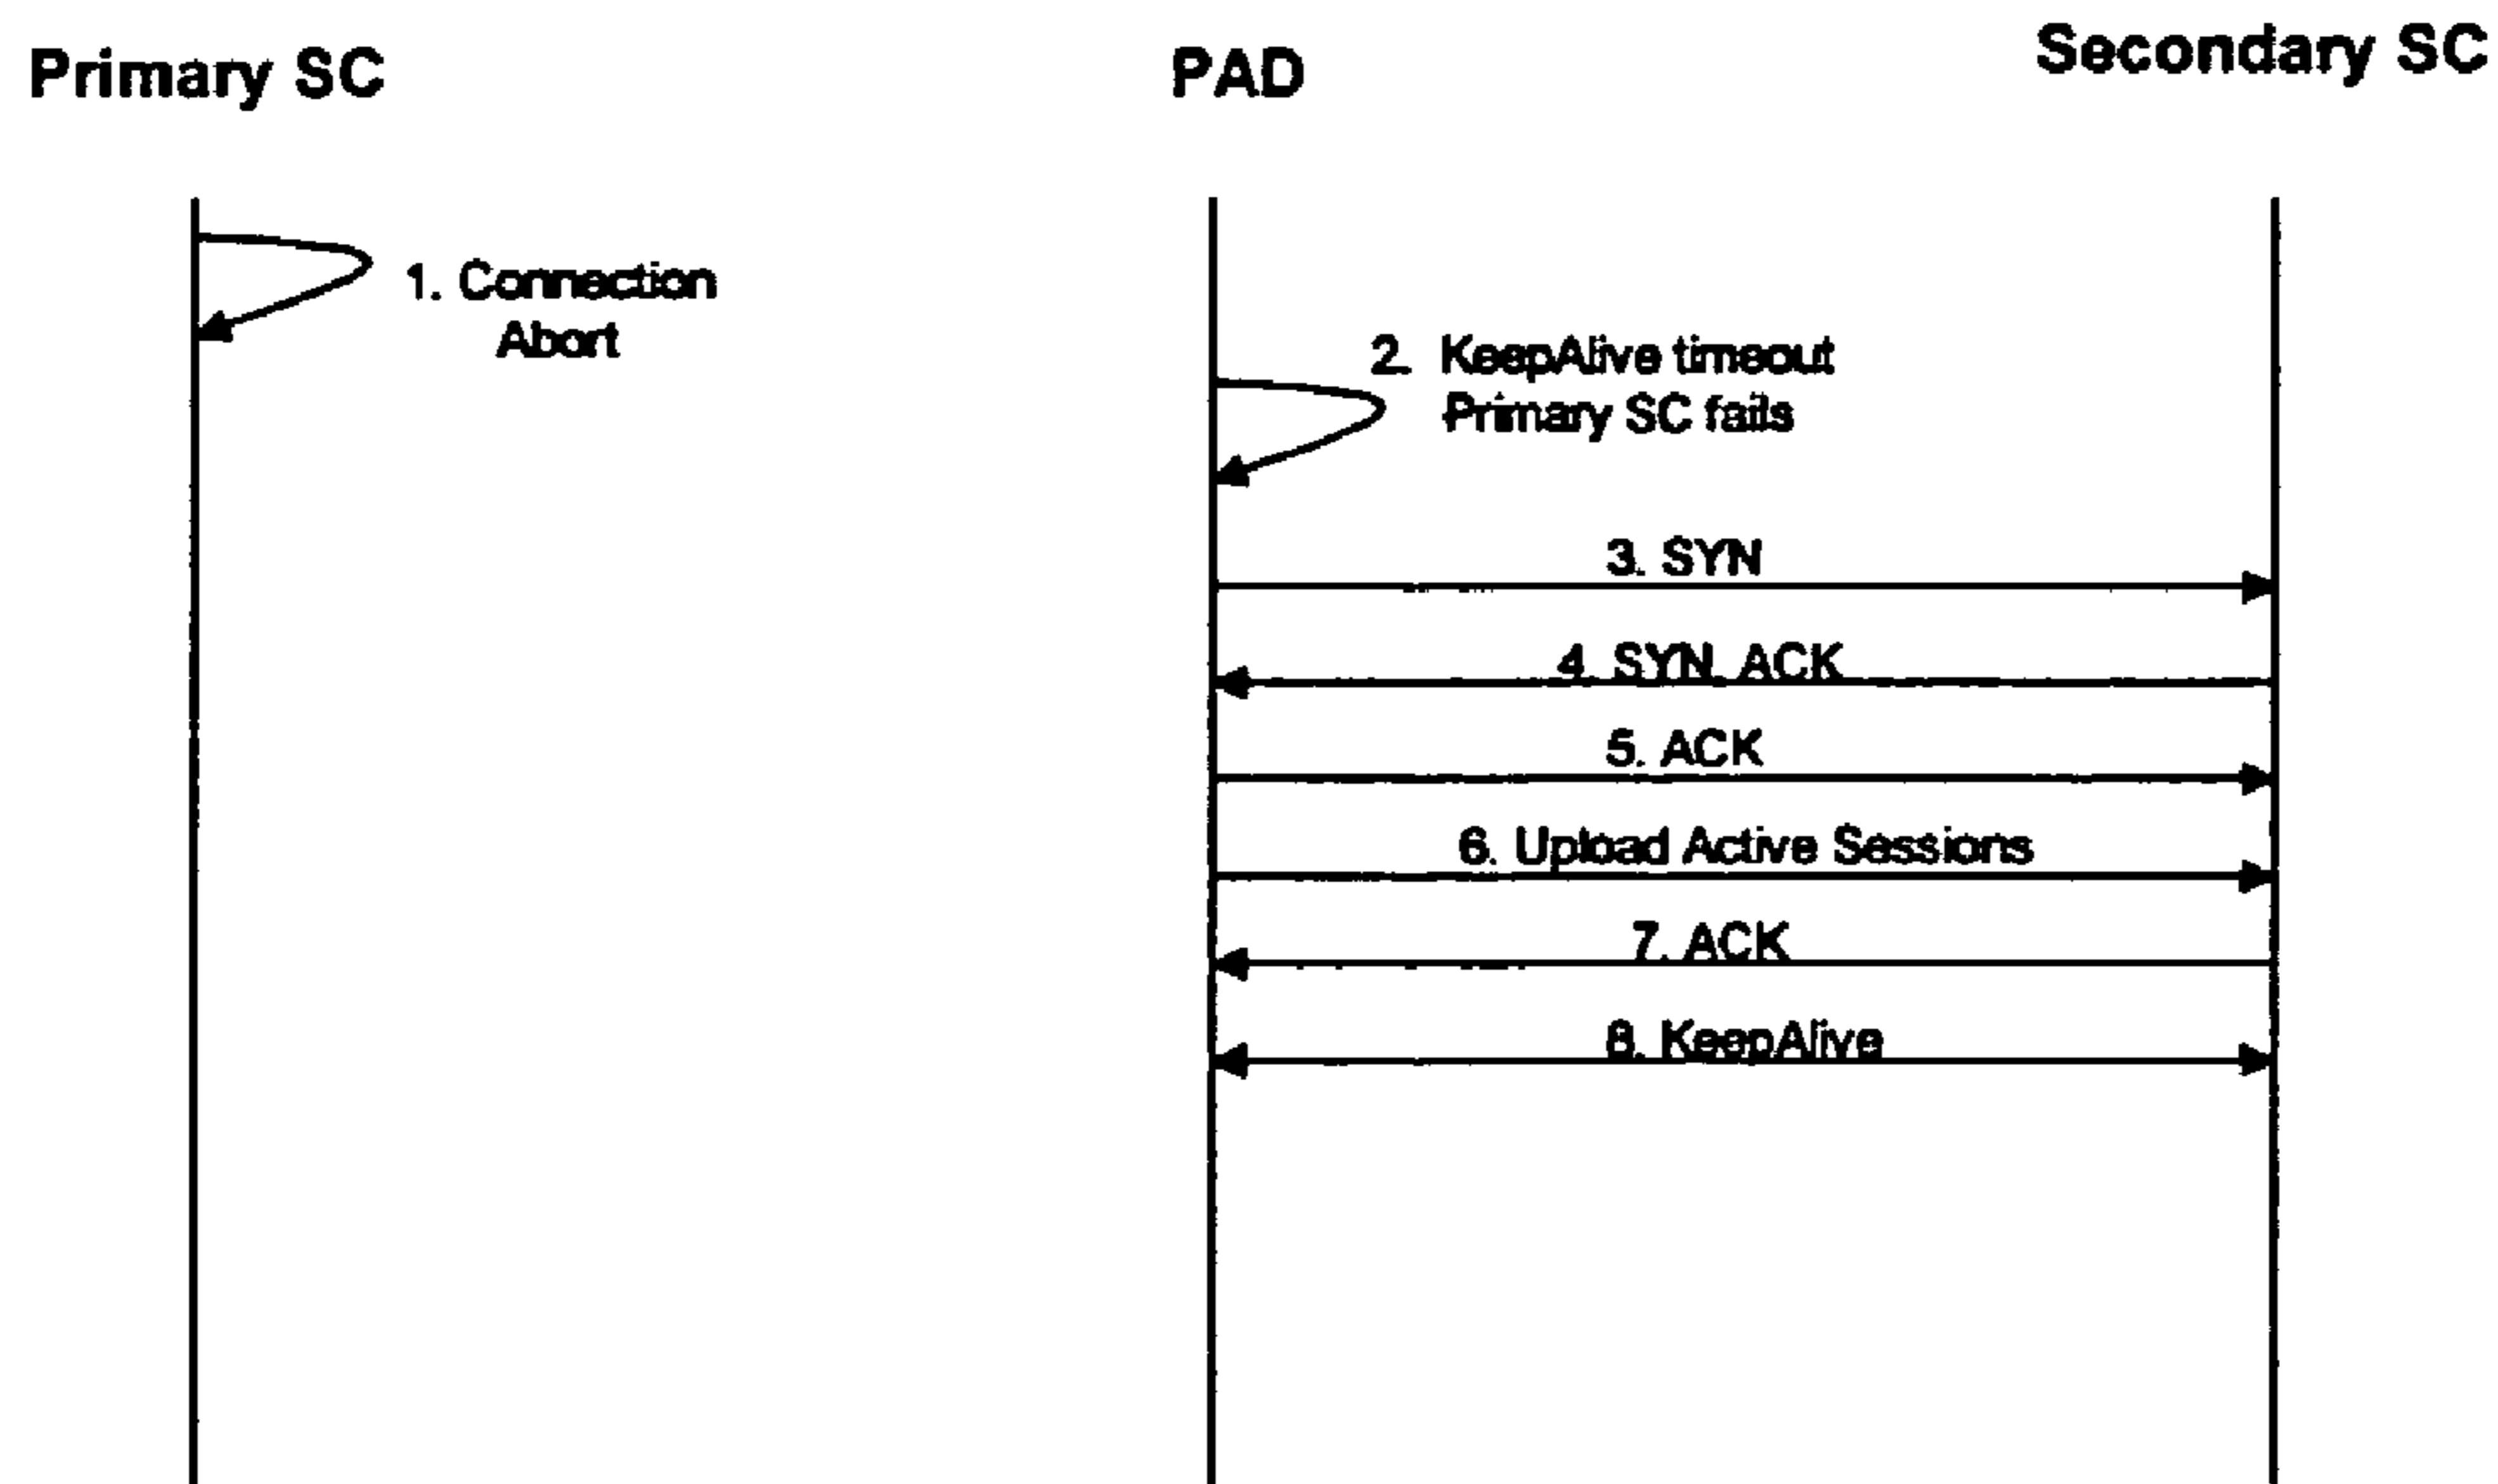 Primary SC
PAD
Secondary SC
1. Connection
Abort
2. KeepAlive timeout
Primary SC fails
3. SYN
4. SYN, ACK
5. ACK
6. Upload Active Sessions
7. ACK
8. KeepAlive